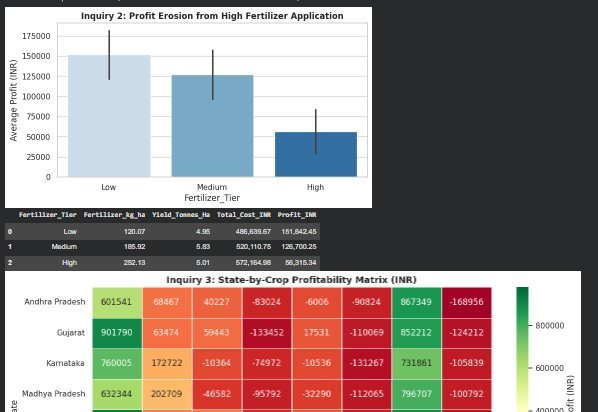 Inquiry 2: Profit Erosion from High Fertilizer Application
175000
150000
125000
100000
75000
50000
25000
0
Average Profit (INR)
Low Medium High
Fertilizer_Tier
Fertilizer_Tier Fertilizer_kg_ha Yield_Tonnes_Ha Total_Cost_INR Profit_INR
0 Low 120.07 4.95 486,639.67 151,642.45
1 Medium 185.92 5.83 520,110.75 126,700.25
2 High 252.13 5.01 572,164.98 56,315.34
Inquiry 3: State-by-Crop Profitability Matrix (INR)
Andhra Pradesh 601541 68467 40227 -83024 -6006 -90824 867349 -168956
Gujarat 901790 63474 59443 -133452 17531 -110069 852212 -124212
Karnataka 760005 172722 -10364 -74972 -10536 -131267 731861 -105839
Madhya Pradesh 632344 202709 -46582 -95792 -32290 -112065 796707 -100792
800000
600000
400000